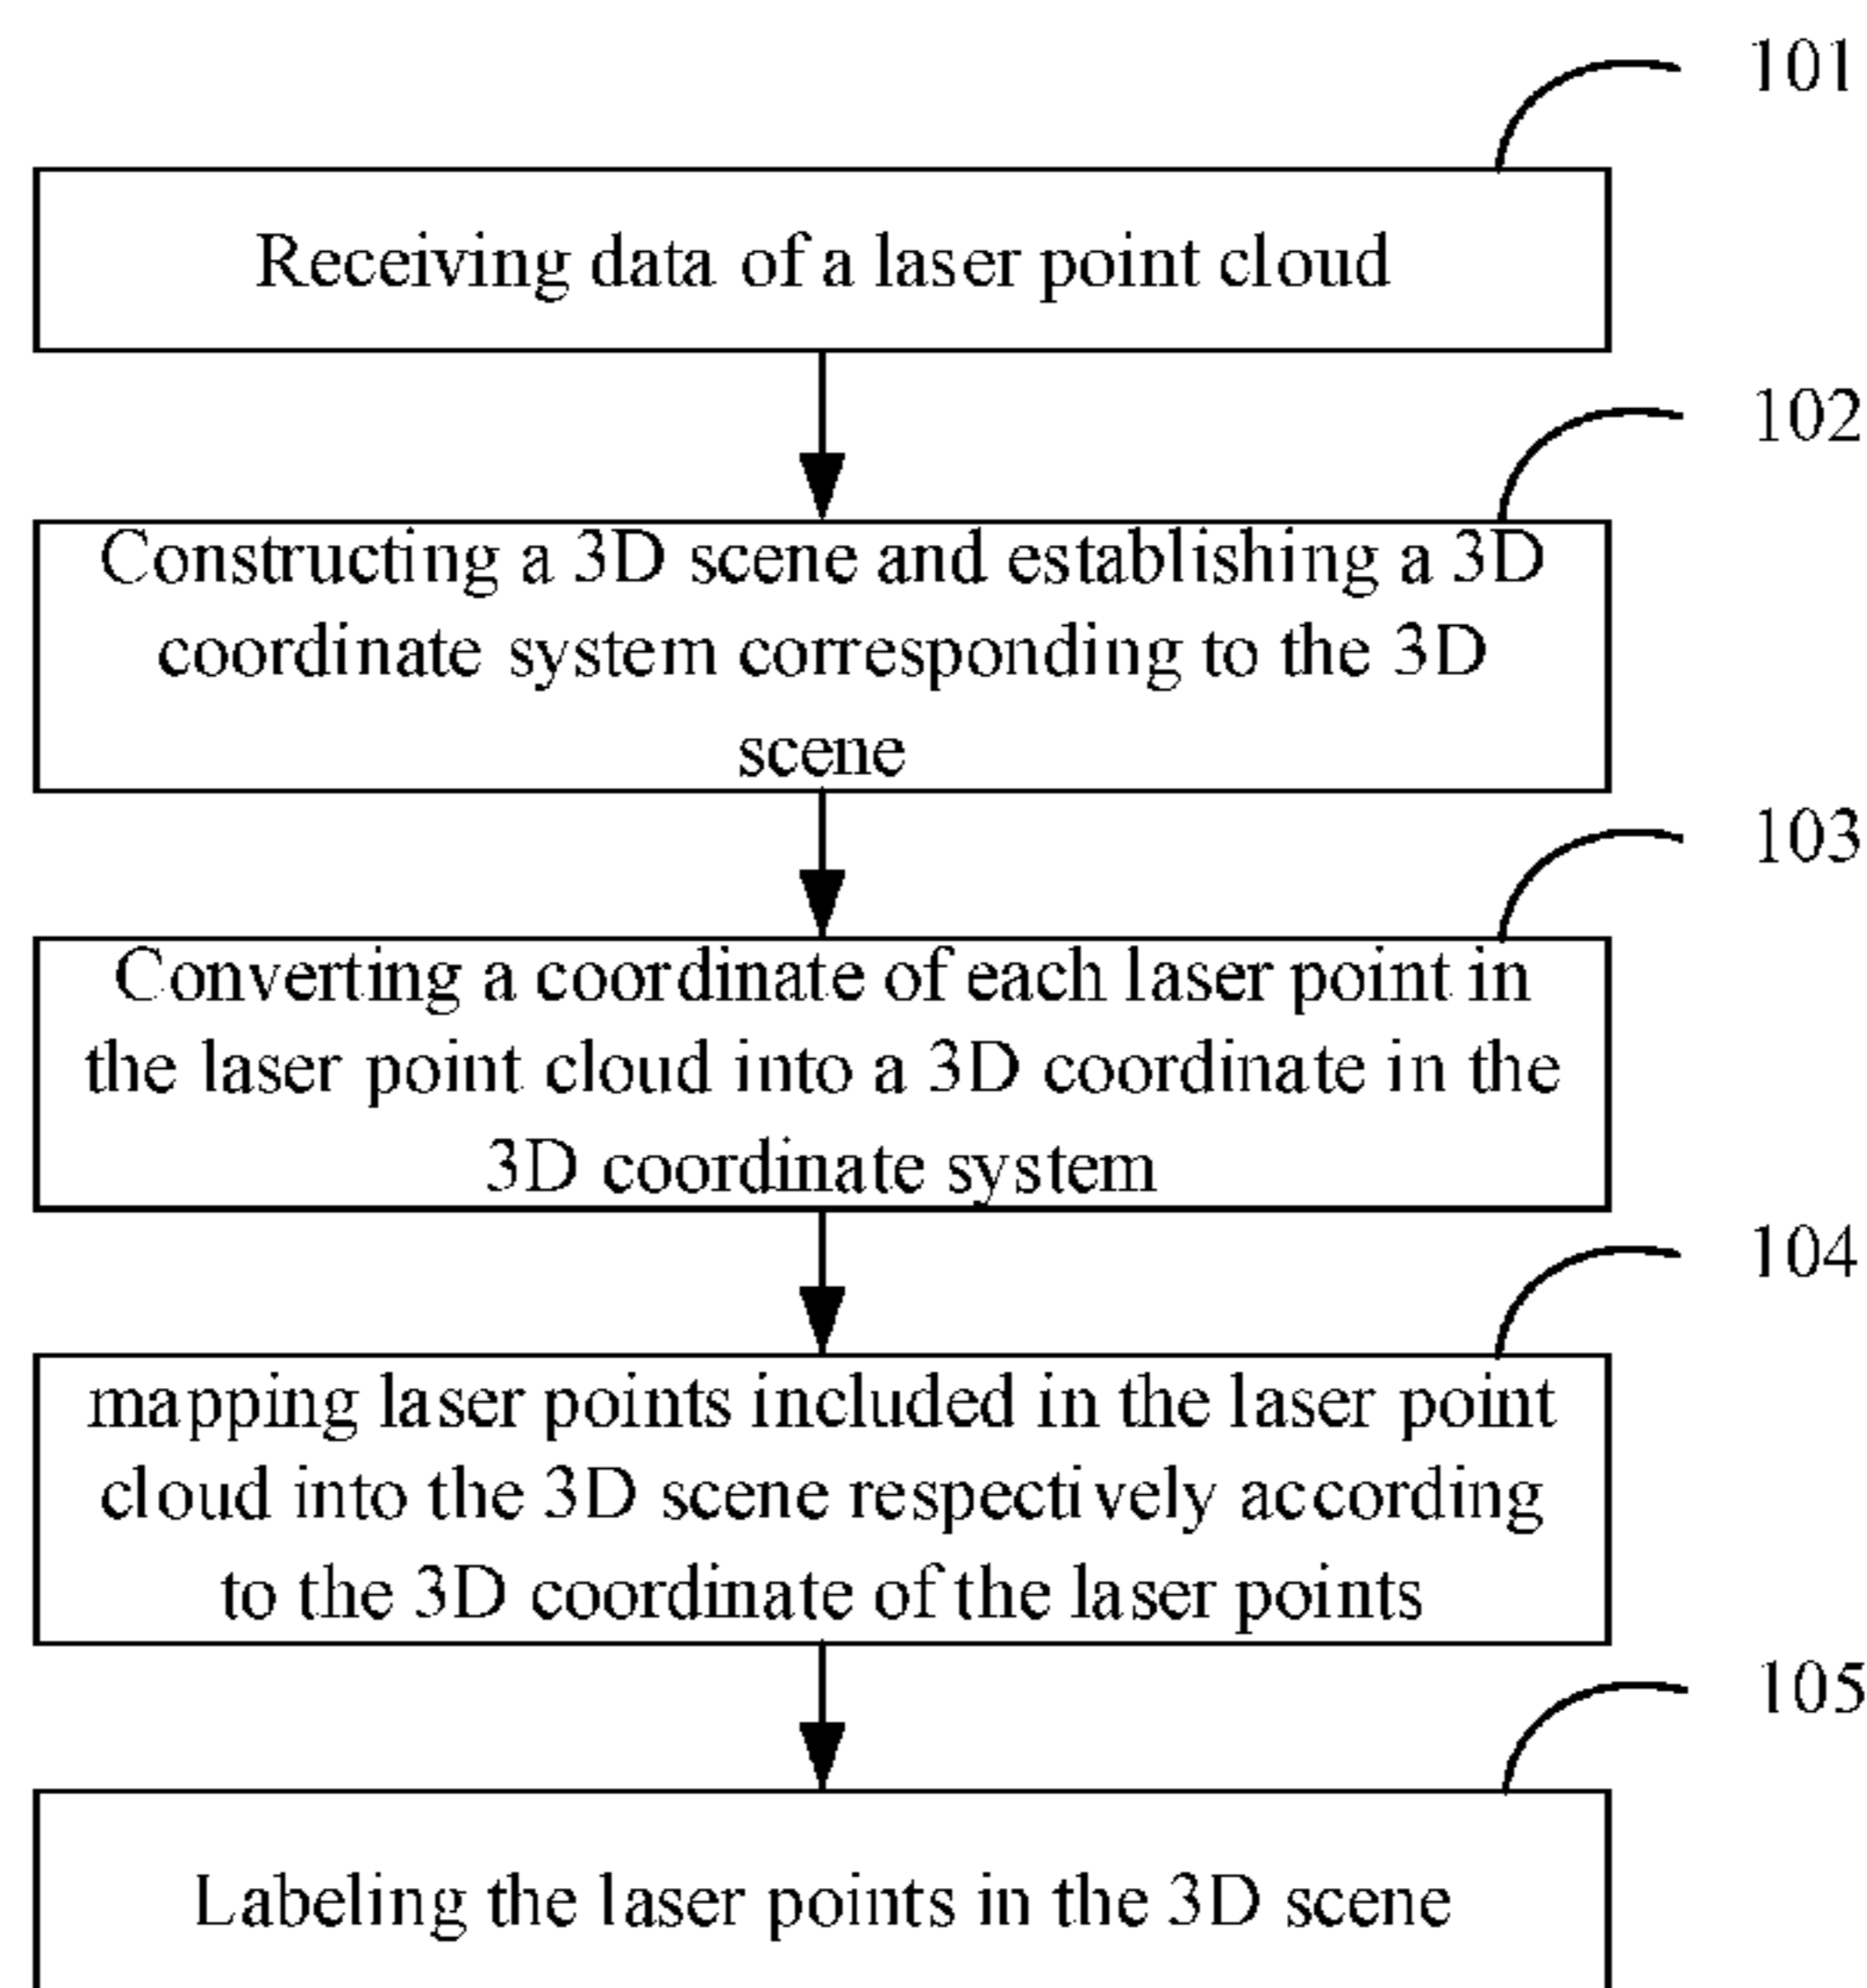 101
Receiving data of a laser point cloud
102
Constructing a 3D scene and establishing a 3D
coordinate system corresponding to the 3D
scene
103
Converting a coordinate of each laser point in
the laser point cloud into a 3D coordinate in the
3D coordinate system
104
mapping laser points included in the laser point
cloud into the 3D scene respectively according
to the 3D coordinate of the laser points
105
Labeling the laser points in the 3D scene